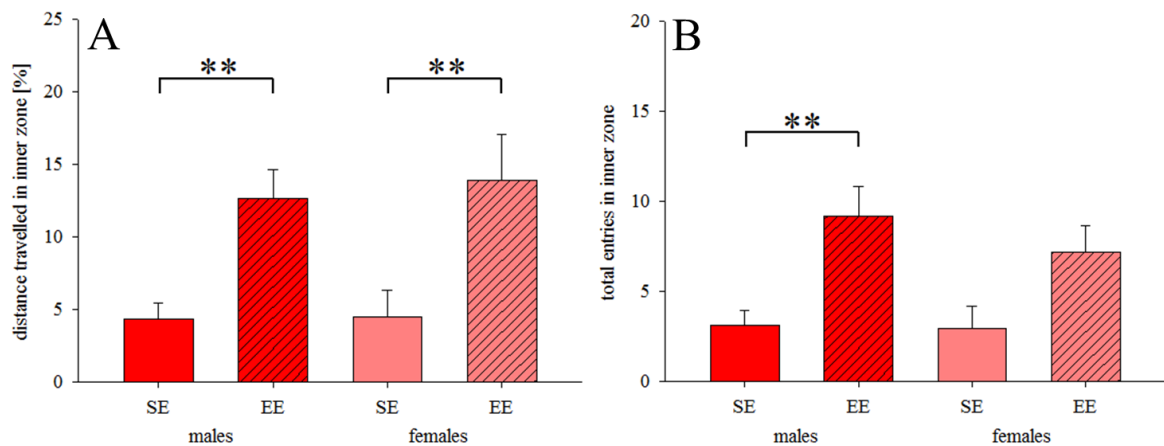 A
distance travelled in inner zone [%]
25
20
15
10
5
0
**
**
SE
EE
SE
EE
males
females
B
total entries in inner zone
20
15
10
5
0
**
SE
EE
SE
EE
males
females